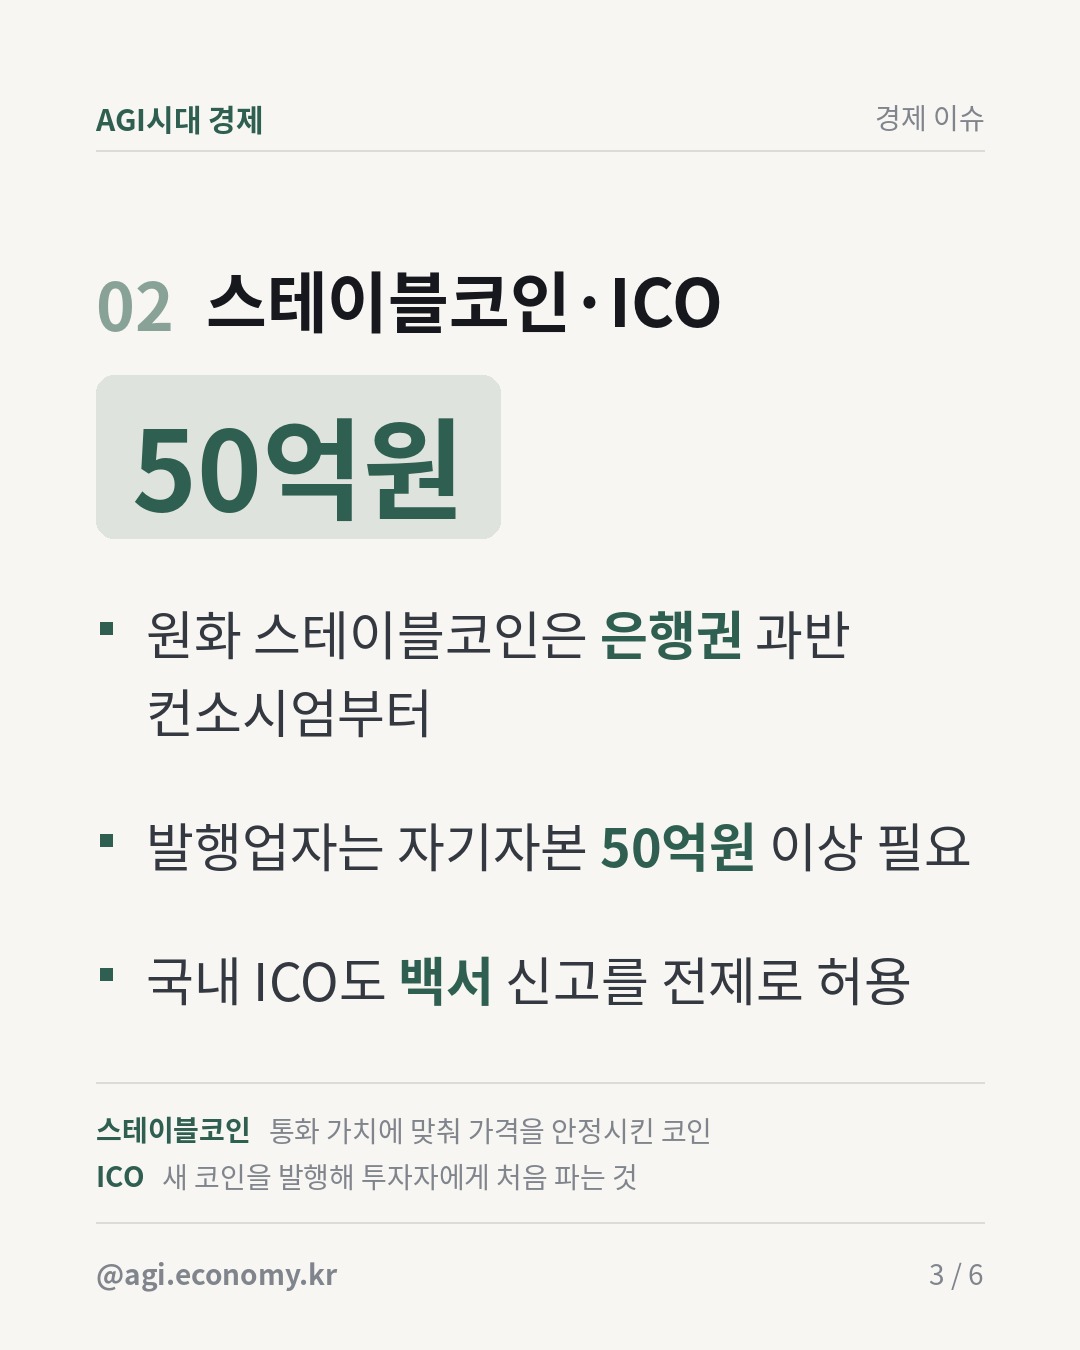 AGI시대 경제
경제 이슈
02 스테이블코인·ICO
50억원
▪ 원화 스테이블코인은 은행권 과반
컨소시엄부터
▪ 발행업자는 자기자본 50억원 이상 필요
▪ 국내 ICO도 백서 신고를 전제로 허용
스테이블코인 통화 가치에 맞춰 가격을 안정시킨 코인
ICO 새 코인을 발행해 투자자에게 처음 파는 것
@agi.economy.kr
3 / 6